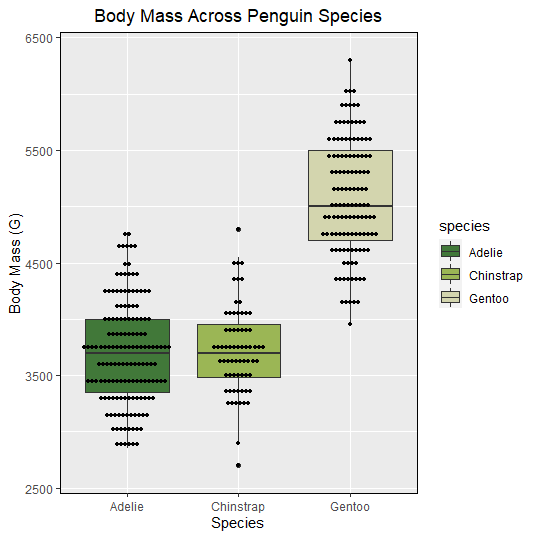 Body Mass Across Penguin Species
6500
5500
4500
3500
2500
Body Mass (G)
Adelie Chinstrap Gentoo
Species
species
Adelie
Chinstrap
Gentoo